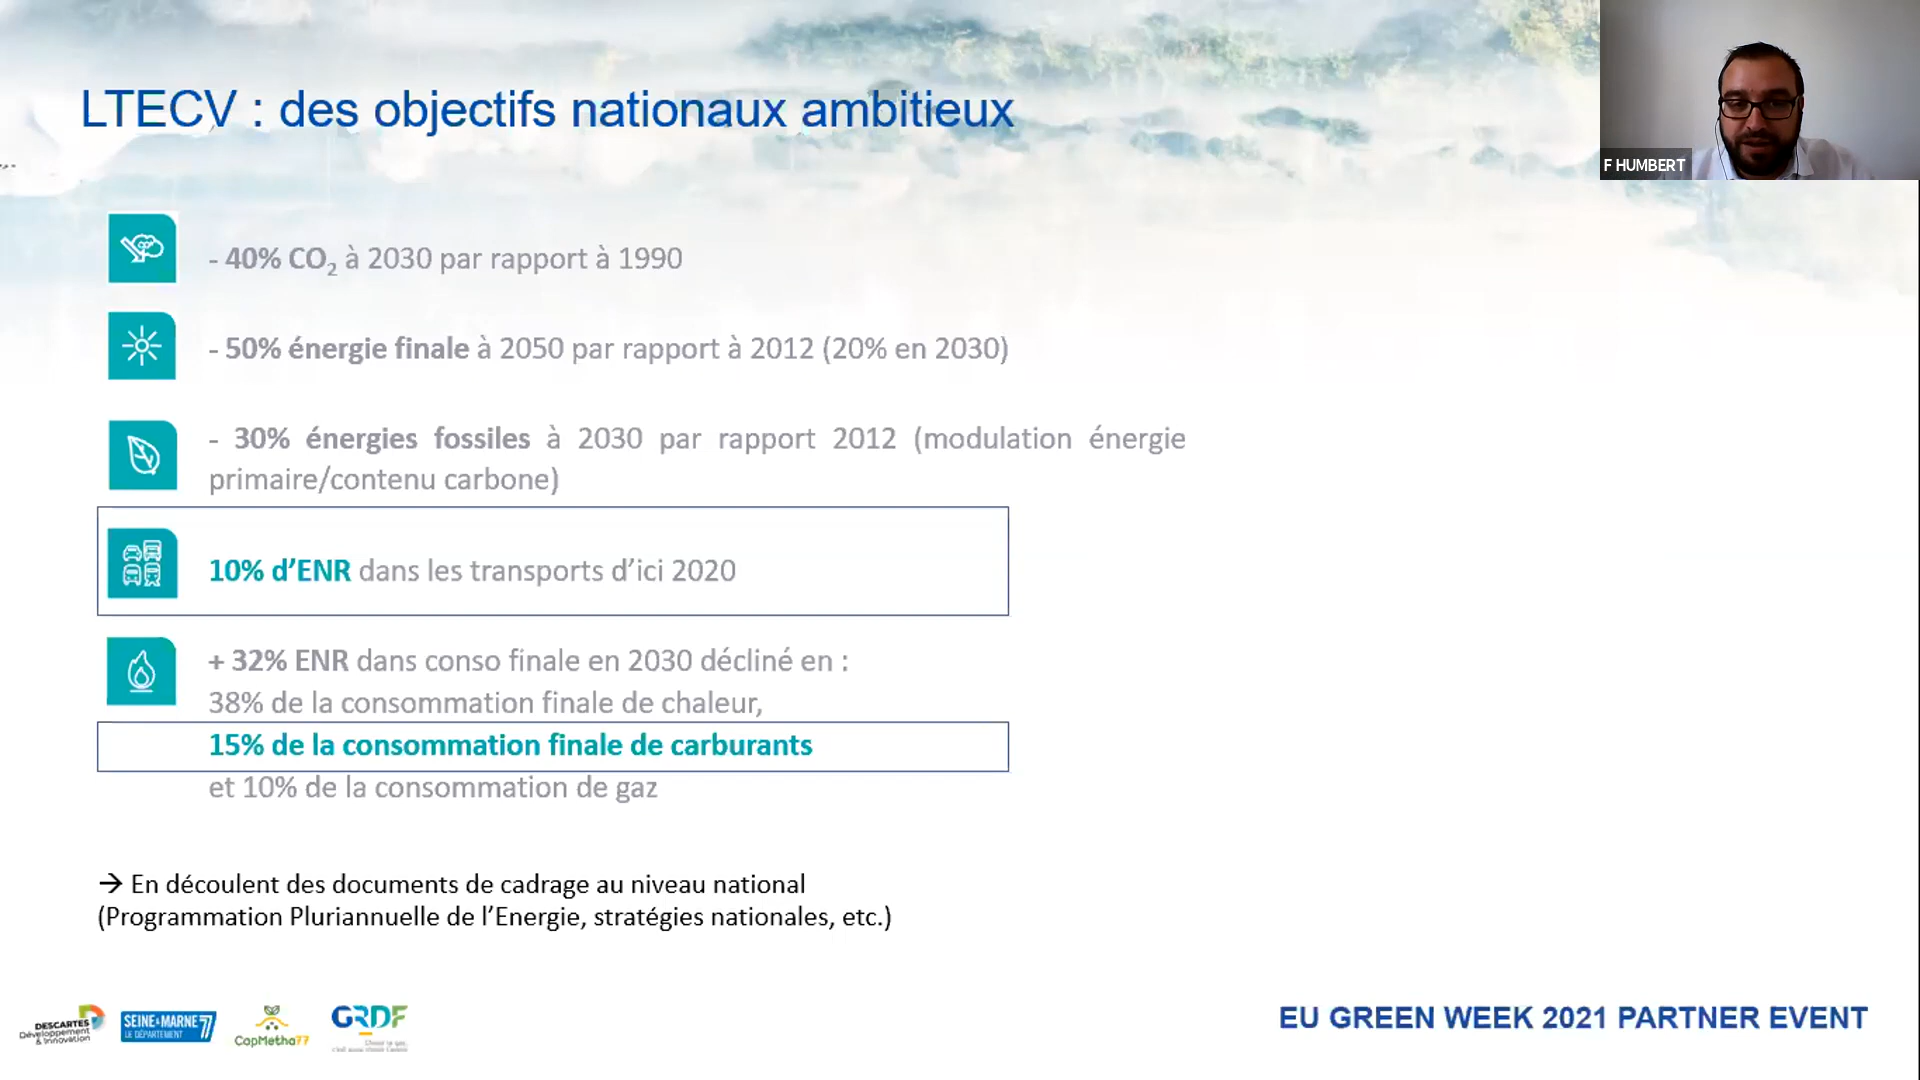 LTECV : des objectifs nationaux ambitieux
F HUMBERT
- 40% CO₂ à 2030 par rapport à 1990
- 50% énergie finale à 2050 par rapport à 2012 (20% en 2030)
- 30% énergies fossiles à 2030 par rapport 2012 (modulation énergie
primaire/contenu carbone)
10% d’ENR dans les transports d’ici 2020
+ 32% ENR dans conso finale en 2030 décliné en :
38% de la consommation finale de chaleur,
15% de la consommation finale de carburants
et 10% de la consommation de gaz
→ En découlent des documents de cadrage au niveau national
(Programmation Pluriannuelle de l’Energie, stratégies nationales, etc.)
DESCARTES
Développement
& Innovation
SEINE&MARNE 77
LE DÉPARTEMENT
CapMétha77
GRDF
EU GREEN WEEK 2021 PARTNER EVENT